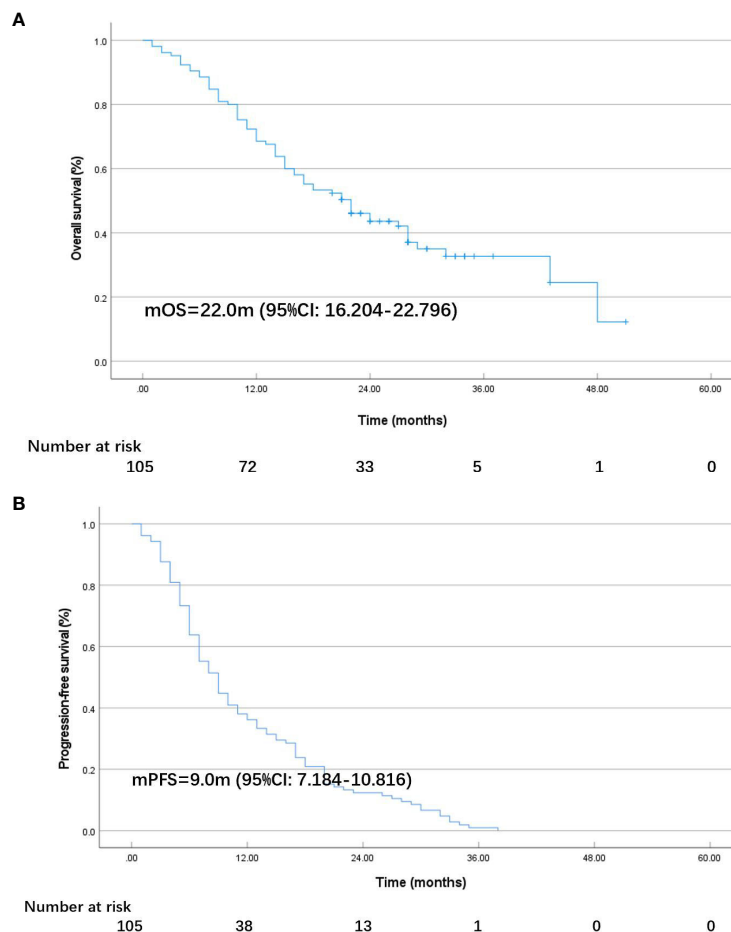 A
Overall survival (%)
1.0
0.8
0.6
0.4
0.2
0.0
mOS=22.0m (95%CI: 16.204-22.796)
.00 12.00 24.00 36.00 48.00 60.00
Time (months)
Number at risk
105 72 33 5 1 0
B
Progression-free survival (%)
1.0
0.8
0.6
0.4
0.2
0.0
mPFS=9.0m (95%CI: 7.184-10.816)
.00 12.00 24.00 36.00 48.00 60.00
Time (months)
Number at risk
105 38 13 1 0 0